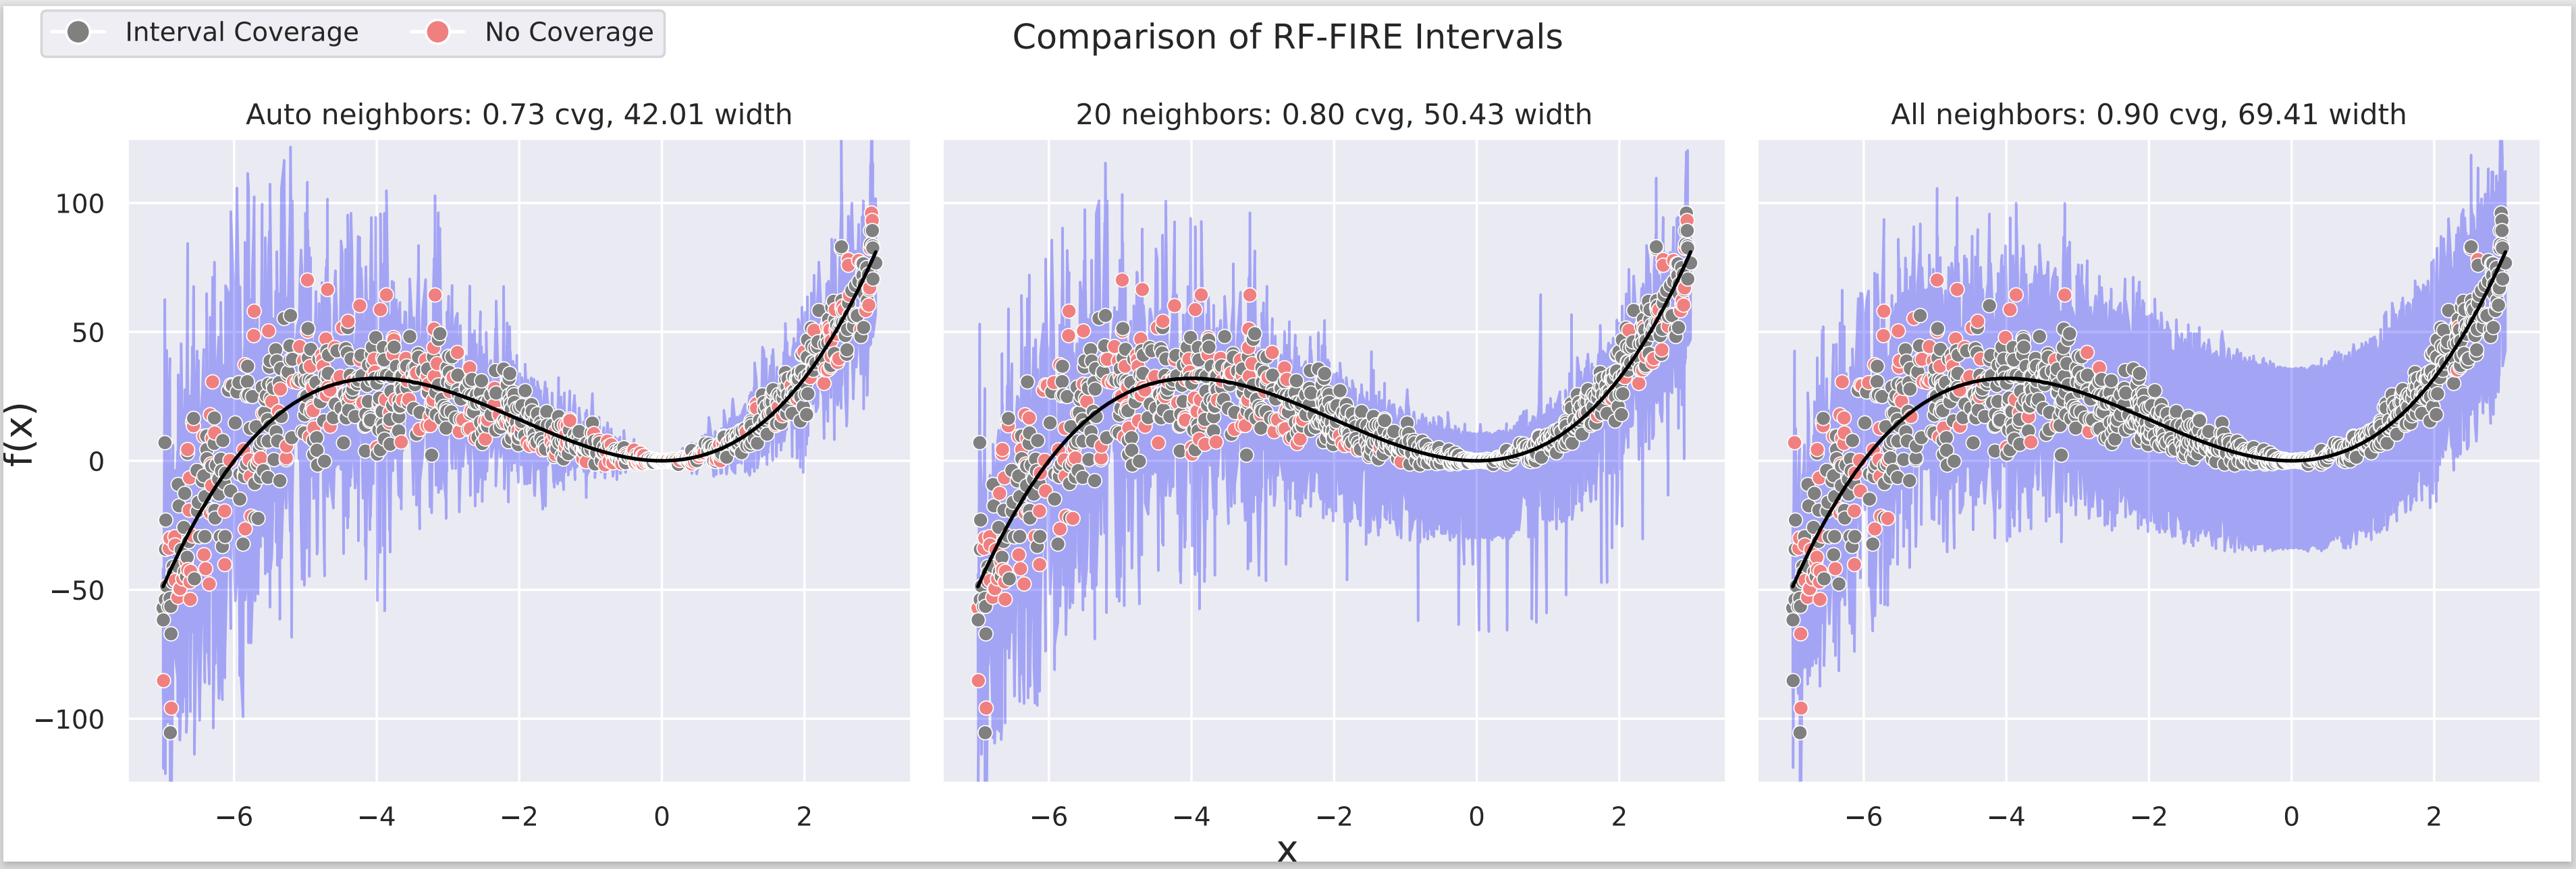 Interval Coverage No Coverage
Comparison of RF-FIRE Intervals
Auto neighbors: 0.73 cvg, 42.01 width
20 neighbors: 0.80 cvg, 50.43 width
All neighbors: 0.90 cvg, 69.41 width
f(x)
100
50
0
−50
−100
−6 −4 −2 0 2
−6 −4 −2 0 2
−6 −4 −2 0 2
x